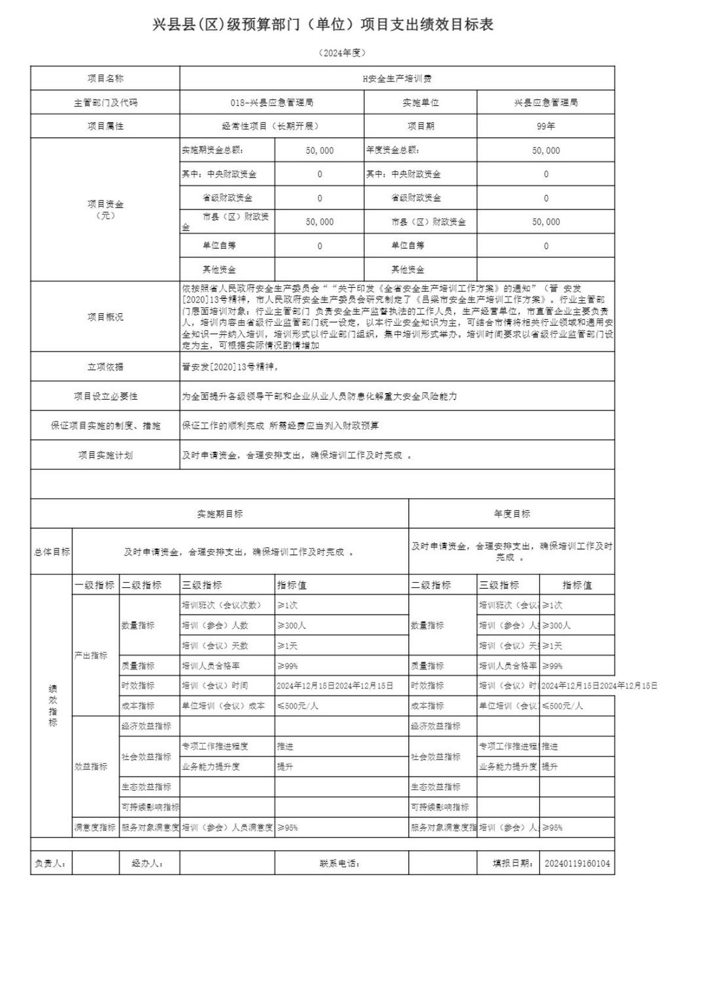 兴县县(区)级预算部门（单位）项目支出绩效目标表
（2024年度）
项目名称 H安全生产培训费
主管部门及代码 018-兴县应急管理局 实施单位 兴县应急管理局
项目属性 经常性项目（长期开展） 项目期 99年
项目资金
（元）
实施期资金总额： 50,000 年度资金总额： 50,000
其中：中央财政资金 0 其中：中央财政资金 0
省级财政资金 0 省级财政资金 0
市县（区）财政资
金 50,000 市县（区）财政资金 50,000
单位自筹 0 单位自筹 0
其他资金 其他资金
项目概况
依按照省人民政府安全生产委员会““关于印发《全省安全生产培训工作方案》的通知”（晋 安发
[2020]13号精神，市人民政府安全生产委员会研究制定了《吕梁市安全生产培训工作方案》。行业主管部
门层面培训对象：行业主管部门 负责安全生产监督执法的工作人员，生产经营单位，市直管企业主要负责
人，培训内容由省级行业监管部门统一设定，以本行业安全知识为主，可结合市情将相关行业领域和通用安
全知识一并纳入培训，培训形式以行业部门组织，集中培训形式举办。培训时间要求以省级行业监管部门设
定为主，可根据实际情况酌情增加
立项依据 晋安发[2020]13号精神，
项目设立必要性 为全面提升各级领导干部和企业从业人员防患化解重大安全风险能力
保证项目实施的制度、措施 保证工作的顺利完成 所需经费应当列入财政预算
项目实施计划 及时申请资金，合理安排支出，确保培训工作及时完成 。
实施期目标 年度目标
总体目标 及时申请资金，合理安排支出，确保培训工作及时完成 。 及时申请资金，合理安排支出，确保培训工作及时
完成 。
绩
效
指
标
一级指标 二级指标 三级指标 指标值 二级指标 三级指标 指标值
产出指标
数量指标 培训班次（会议次数） ≥1次 数量指标 培训班次（会议 ≥1次
培训（参会）人数 ≥300人 培训（参会）人 ≥300人
培训（会议）天数 ≥1天 培训（会议）天 ≥1天
质量指标 培训人员合格率 ≥99% 质量指标 培训人员合格率 ≥99%
时效指标 培训（会议）时间 2024年12月15日2024年12月15日 时效指标 培训（会议）时 2024年12月15日2024年12月15日
成本指标 单位培训（会议）成本 ≤500元/人 成本指标 单位培训（会议 ≤500元/人
效益指标
经济效益指标 经济效益指标
社会效益指标 专项工作推进程度 推进 社会效益指标 专项工作推进程 推进
业务能力提升度 提升 业务能力提升度 提升
生态效益指标 生态效益指标
可持续影响指标 可持续影响指标
满意度指标 服务对象满意度 培训（参会）人员满意度 ≥95% 服务对象满意度指 培训（参会）人 ≥95%
负责人： 经办人： 联系电话： 填报日期： 20240119160104